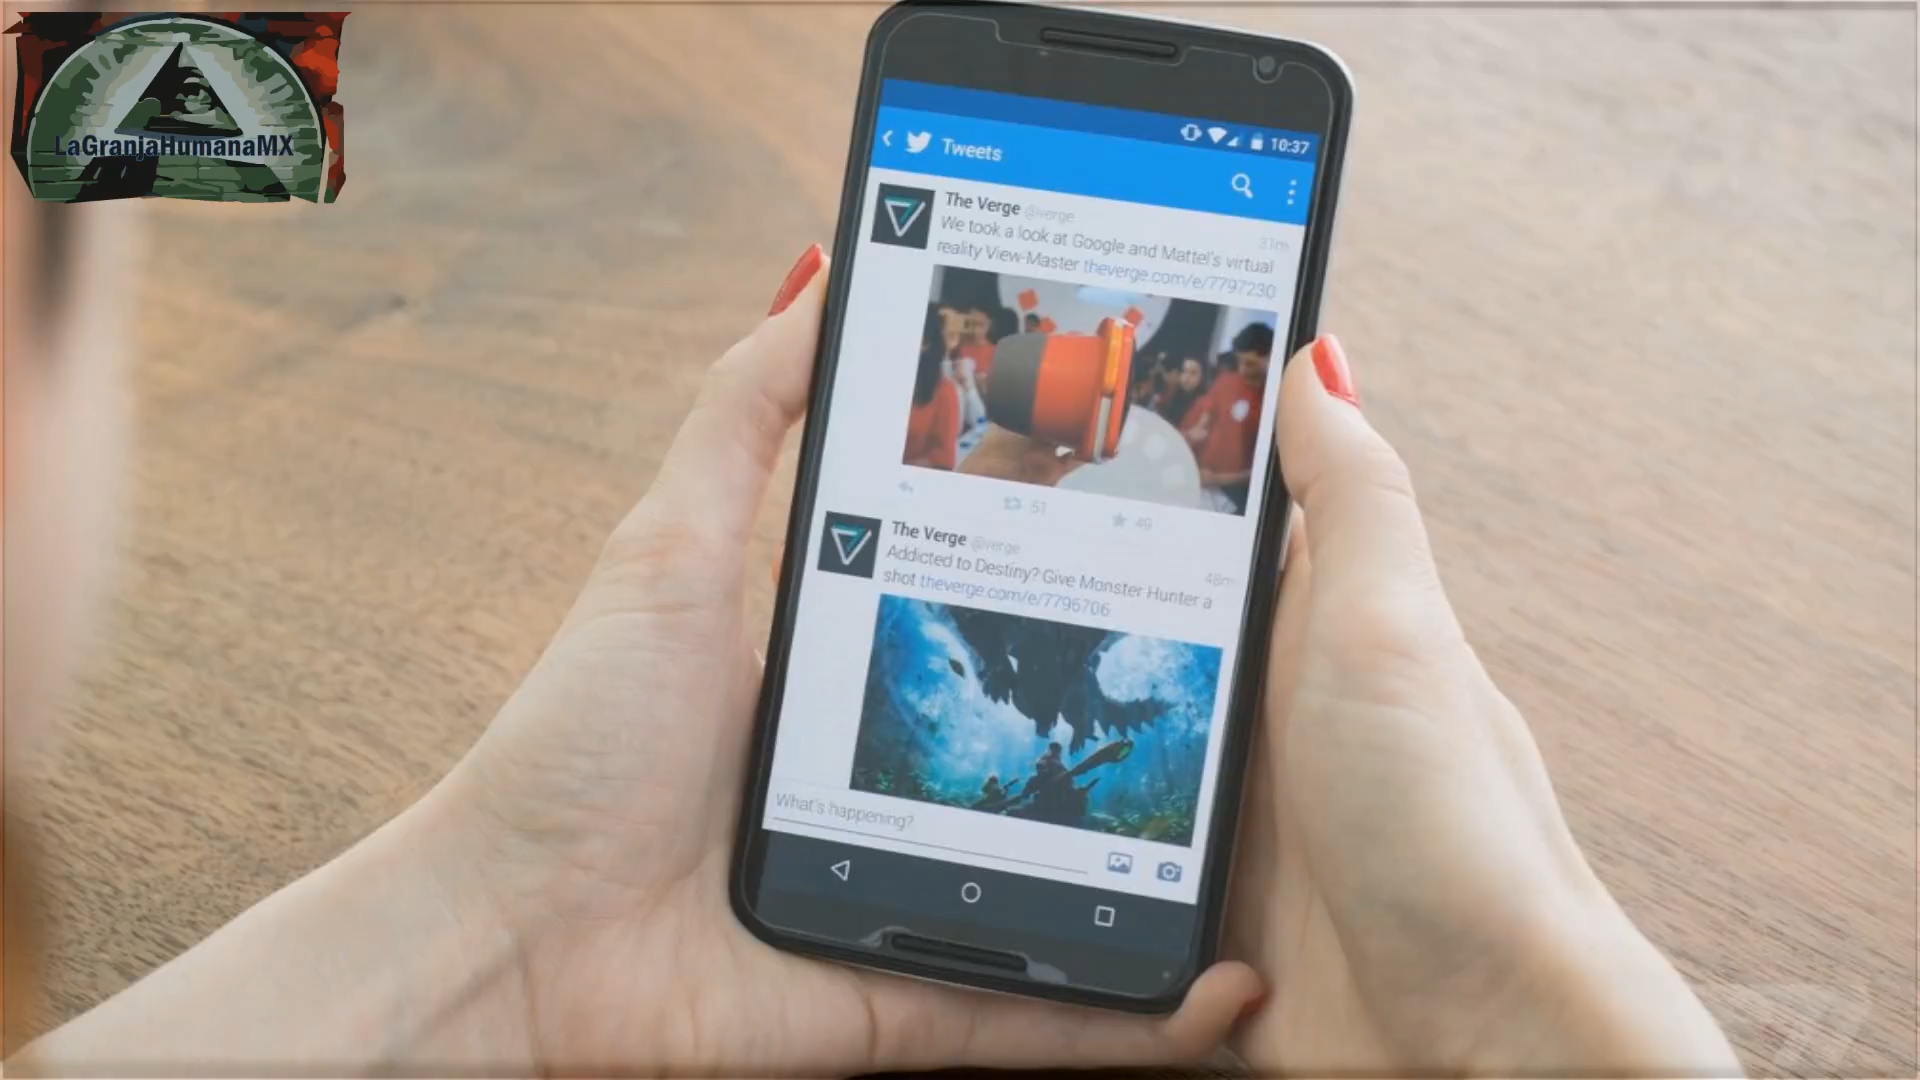 LaGranjaHumanaMX
10:37
Tweets
The Verge @verge
31m
We took a look at Google and Mattel's virtual
reality View-Master theverge.com/e/7797230
51
49
The Verge @verge
48m
Addicted to Destiny? Give Monster Hunter a
shot theverge.com/e/7796706
What's happening?